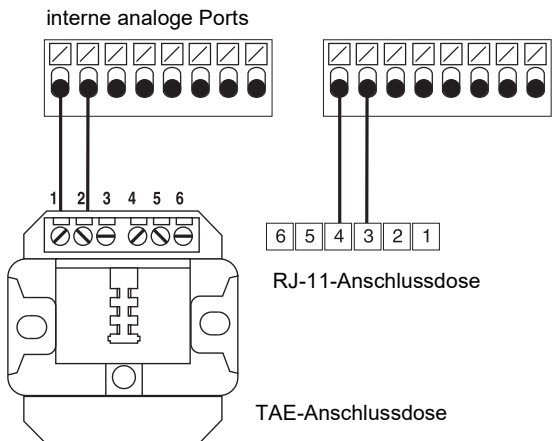 interne analoge Ports
1 2 3 4 5 6
6 5 4 3 2 1
RJ-11-Anschlussdose
TAE-Anschlussdose